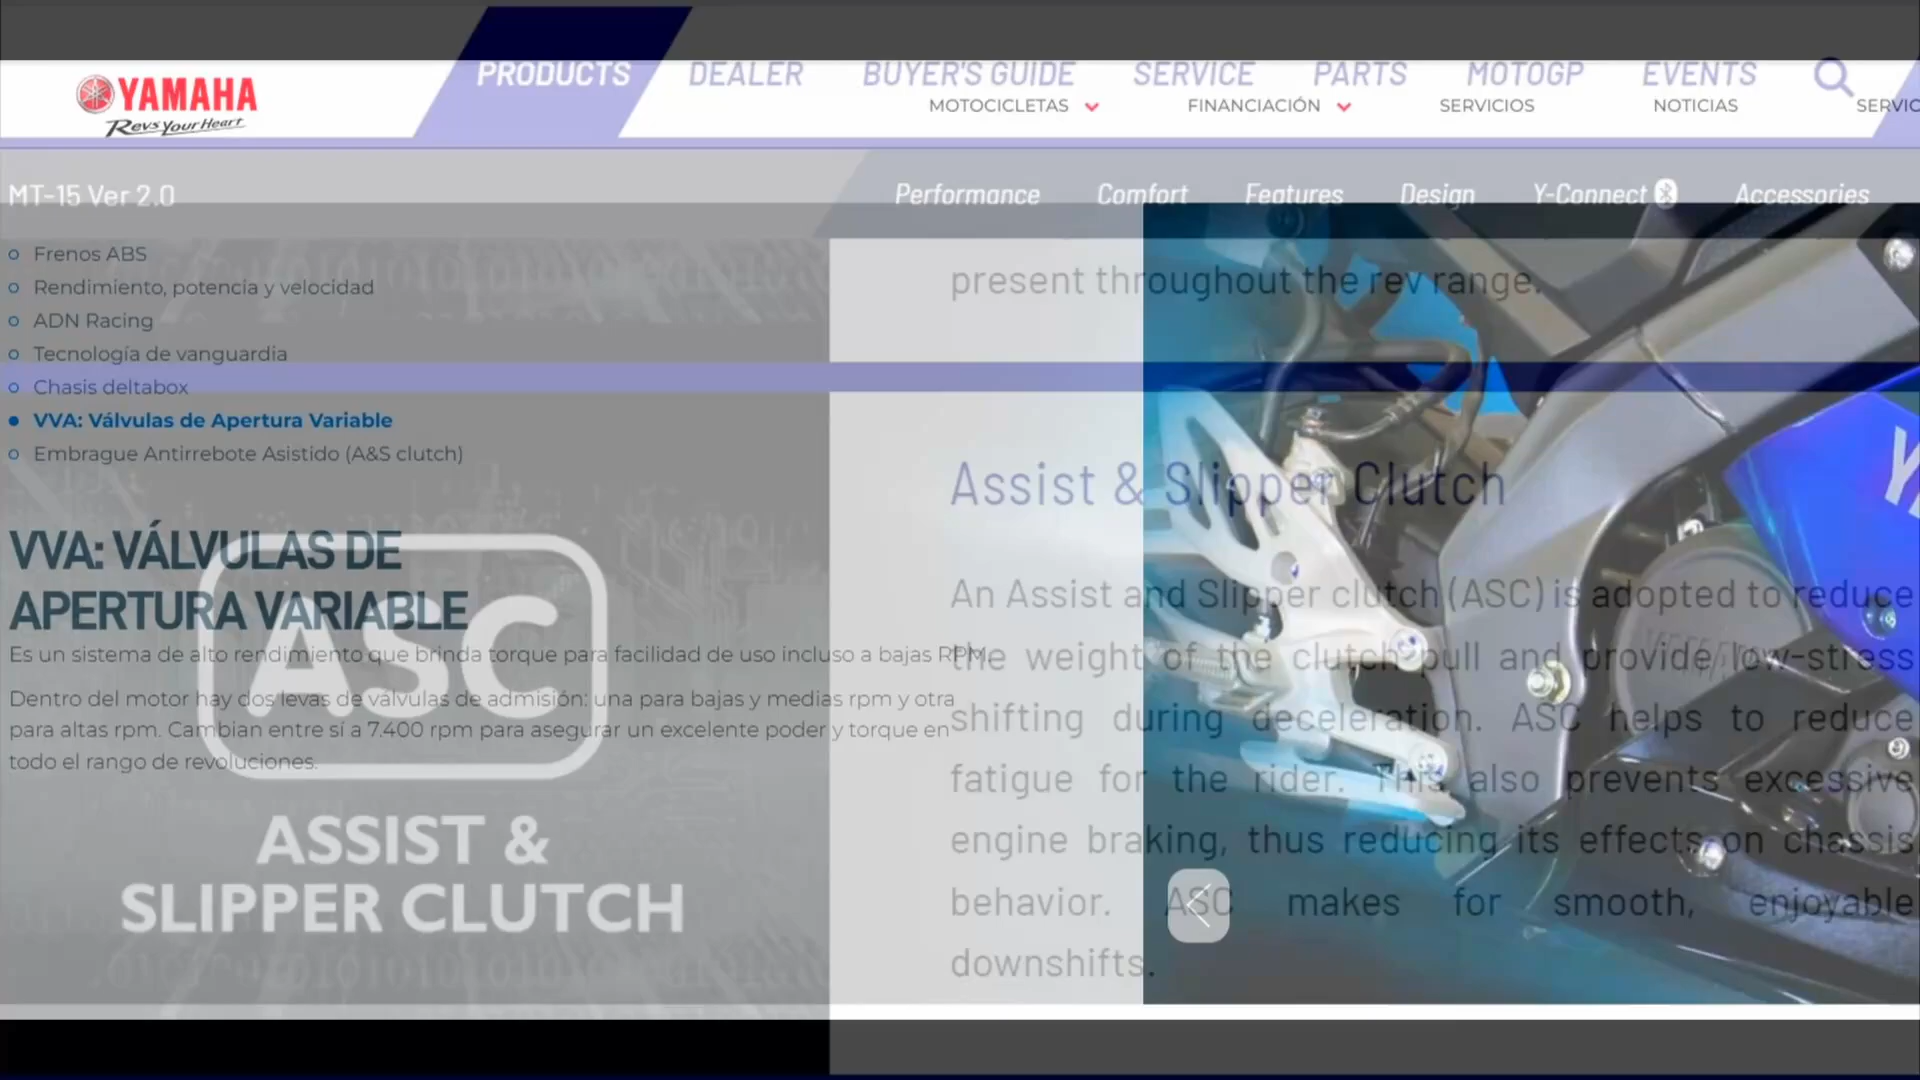 PRODUCTS DEALER BUYER'S GUIDE SERVICE PARTS MOTOGP EVENTS
YAMAHA
Revs Your Heart
MOTOCICLETAS FINANCIACIÓN SERVICIOS NOTICIAS SERVIC
MT-15 Ver 2.0
Performance Comfort Features Design Y-Connect Accessories
Frenos ABS
Rendimiento, potencia y velocidad
ADN Racing
Tecnología de vanguardia
Chasis deltabox
VVA: Válvulas de Apertura Variable
Embrague Antirrebote Asistido (A&S clutch)
VVA: VÁLVULAS DE
APERTURA VARIABLE
Es un sistema de alto rendimiento que brinda torque para facilidad de uso incluso a bajas RPM.
Dentro del motor hay dos levas de válvulas de admisión: una para bajas y medias rpm y otra
para altas rpm. Cambian entre sí a 7.400 rpm para asegurar un excelente poder y torque en
todo el rango de revoluciones.
ASC
ASSIST &
SLIPPER CLUTCH
present throughout the rev range.
Assist & Slipper Clutch
An Assist and Slipper clutch (ASC) is adopted to reduce
the weight of the clutch pull and provide low-stress
shifting during deceleration. ASC helps to reduce
fatigue for the rider. This also prevents excessive
engine braking, thus reducing its effects on chassis
behavior. ASC makes for smooth, enjoyable
downshifts.